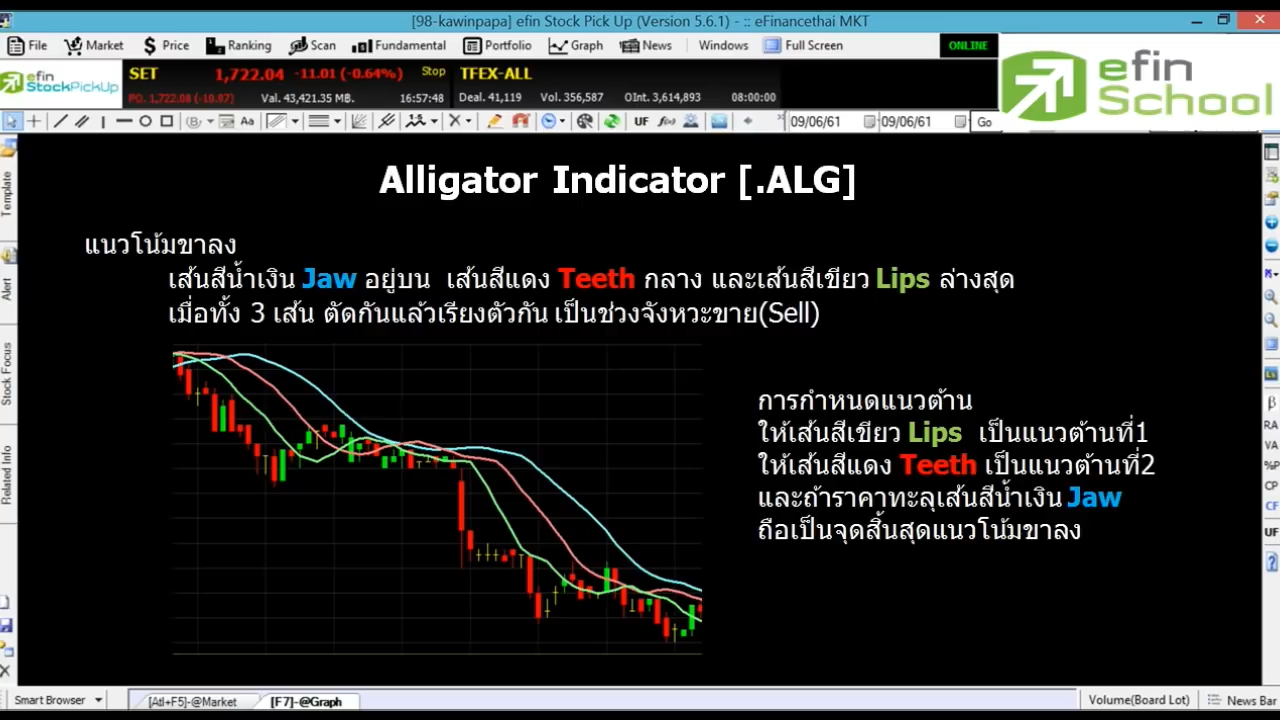 [98-kawinpapa] efin Stock Pick Up (Version 5.6.1) - :: eFinancethai MKT
File Market Price Ranking Scan Fundamental Portfolio Graph News Windows Full Screen ONLINE
efin School
efin StockPickUp
SET 1,722.04 -11.01 (-0.64%) Stop TFEX-ALL
PO. 1,722.08 (-10.97) Val. 43,421.35 MB. 16:57:48 Deal. 41,119 Vol. 356,587 OInt. 3,614,893 08:00:00
UF f(x) 09/06/61 09/06/61 Go
Alligator Indicator [.ALG]
แนวโน้มขาลง
เส้นสีน้ำเงิน Jaw อยู่บน เส้นสีแดง Teeth กลาง และเส้นสีเขียว Lips ล่างสุด
เมื่อทั้ง 3 เส้น ตัดกันแล้วเรียงตัวกัน เป็นช่วงจังหวะขาย(Sell)
การกำหนดแนวต้าน
ให้เส้นสีเขียว Lips เป็นแนวต้านที่1
ให้เส้นสีแดง Teeth เป็นแนวต้านที่2
และถ้าราคาทะลุเส้นสีน้ำเงิน Jaw
ถือเป็นจุดสิ้นสุดแนวโน้มขาลง
Template
Alert
Stock Focus
Related Info
β
RA
VA
%P
CP
CF
UF
Smart Browser [Atl+F5]-@Market [F7]-@Graph Volume(Board Lot) News Bar